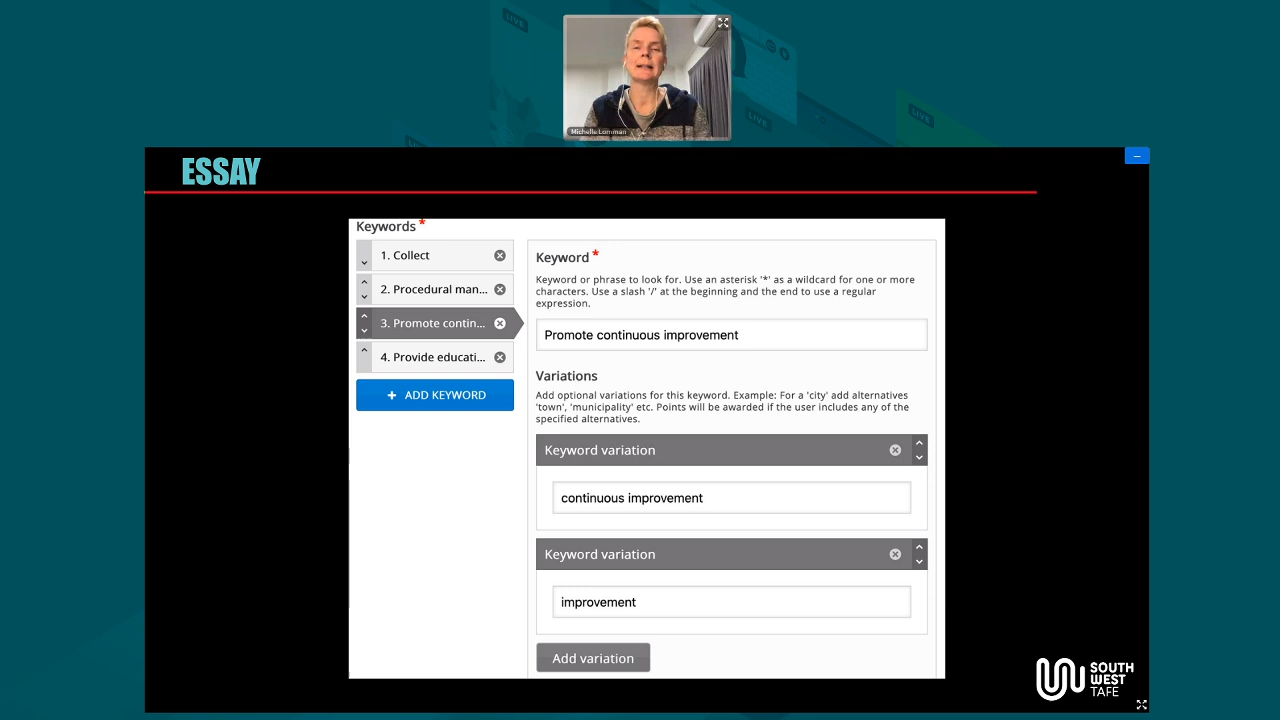 LIVE
LIVE
LIVE
Michelle Lomman
ESSAY
Keywords *
1. Collect
2. Procedural man...
3. Promote contin...
4. Provide educati...
+ ADD KEYWORD
Keyword *
Keyword or phrase to look for. Use an asterisk '*' as a wildcard for one or more
characters. Use a slash '/' at the beginning and the end to use a regular
expression.
Promote continuous improvement
Variations
Add optional variations for this keyword. Example: For a 'city' add alternatives
'town', 'municipality' etc. Points will be awarded if the user includes any of the
specified alternatives.
Keyword variation
continuous improvement
Keyword variation
improvement
Add variation
SOUTH
WEST
TAFE